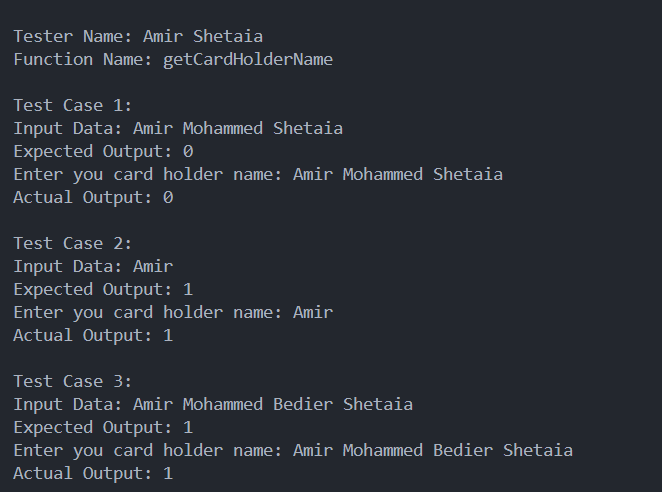 Tester Name: Amir Shetaia
Function Name: getCardHolderName
Test Case 1:
Input Data: Amir Mohammed Shetaia
Expected Output: 0
Enter you card holder name: Amir Mohammed Shetaia
Actual Output: 0
Test Case 2:
Input Data: Amir
Expected Output: 1
Enter you card holder name: Amir
Actual Output: 1
Test Case 3:
Input Data: Amir Mohammed Bedier Shetaia
Expected Output: 1
Enter you card holder name: Amir Mohammed Bedier Shetaia
Actual Output: 1